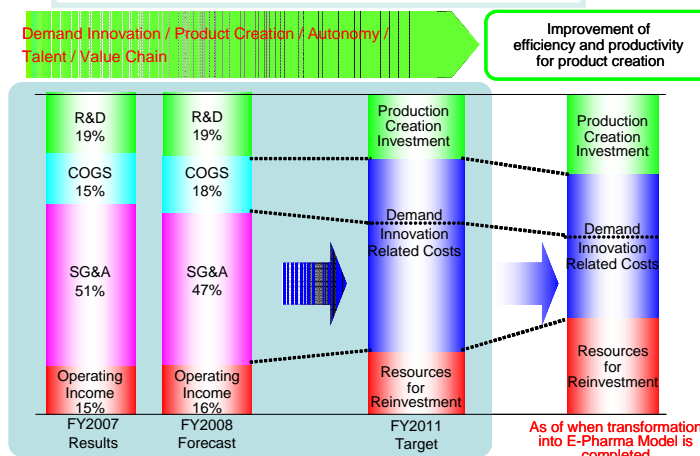 Demand Innovation / Product Creation / Autonomy /
Talent / Value Chain
Improvement of
efficiency and productivity
for product creation
R&D
19%
COGS
15%
SG&A
51%
Operating
Income
15%
FY2007
Results
R&D
19%
COGS
18%
SG&A
47%
Operating
Income
16%
FY2008
Forecast
Production
Creation
Investment
Demand
Innovation
Related Costs
Resources
for
Reinvestment
FY2011
Target
Production
Creation
Investment
Demand
Innovation
Related Costs
Resources
for
Reinvestment
As of when transformation
into E-Pharma Model is
completed